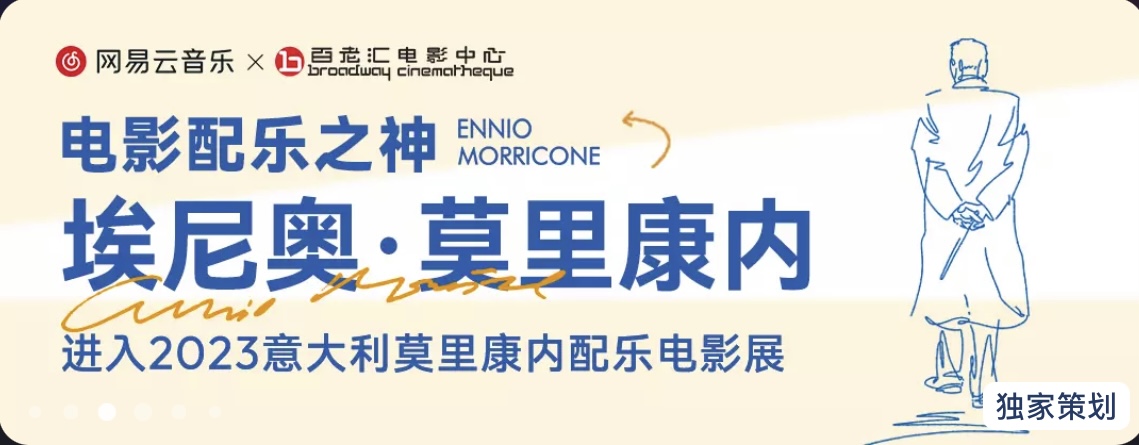 网易云音乐 × 百老汇电影中心
broadway cinematheque
电影配乐之神
ENNIO
MORRICONE
埃尼奥·莫里康内
进入2023意大利莫里康内配乐电影展
独家策划